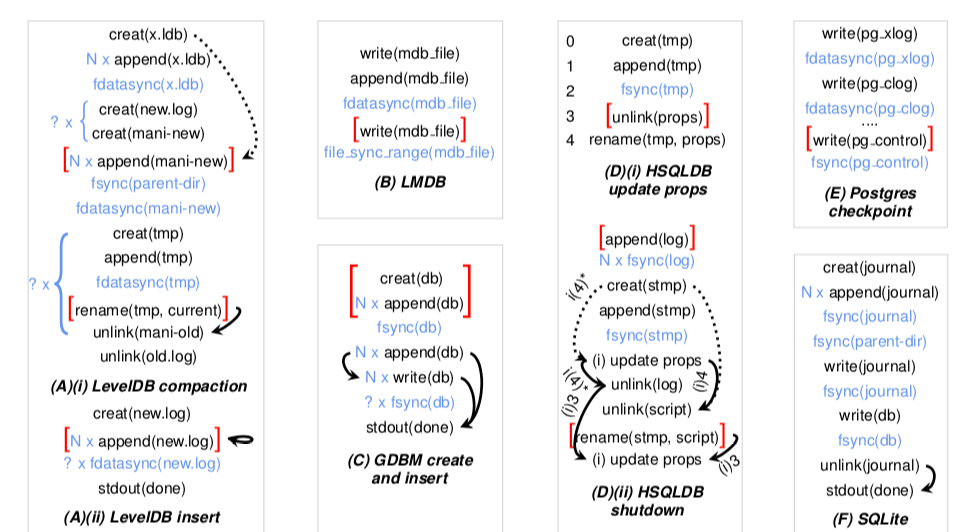 creat(x.ldb)
N x append(x.ldb)
fdatasync(x.ldb)
? x
creat(new.log)
creat(mani-new)
[N x append(mani-new)]
fsync(parent-dir)
fdatasync(mani-new)
creat(tmp)
append(tmp)
? x
fdatasync(tmp)
[rename(tmp, current)]
unlink(mani-old)
unlink(old.log)
(A)(i) LevelDB compaction
creat(new.log)
[N x append(new.log)]
? x fdatasync(new.log)
stdout(done)
(A)(ii) LevelDB insert
write(mdb_file)
append(mdb_file)
fdatasync(mdb_file)
[write(mdb_file)]
file_sync_range(mdb_file)
(B) LMDB
creat(db)
N x append(db)
fsync(db)
N x append(db)
N x write(db)
? x fsync(db)
stdout(done)
(C) GDBM create
and insert
0 creat(tmp)
1 append(tmp)
2 fsync(tmp)
3 [unlink(props)]
4 rename(tmp, props)
(D)(i) HSQLDB
update props
[append(log)]
N x fsync(log)
i(4)*
creat(stmp)
append(stmp)
fsync(stmp)
(i) update props
i(4)*
unlink(log)
(i)4
(i)3
unlink(script)
[rename(stmp, script)]
(i) update props
(i)3
(D)(ii) HSQLDB
shutdown
write(pg_xlog)
fdatasync(pg_xlog)
write(pg_clog)
fdatasync(pg_clog)
....
[write(pg_control)]
fsync(pg_control)
(E) Postgres
checkpoint
creat(journal)
N x append(journal)
fsync(journal)
fsync(parent-dir)
write(journal)
fsync(journal)
write(db)
fsync(db)
unlink(journal)
stdout(done)
(F) SQLite